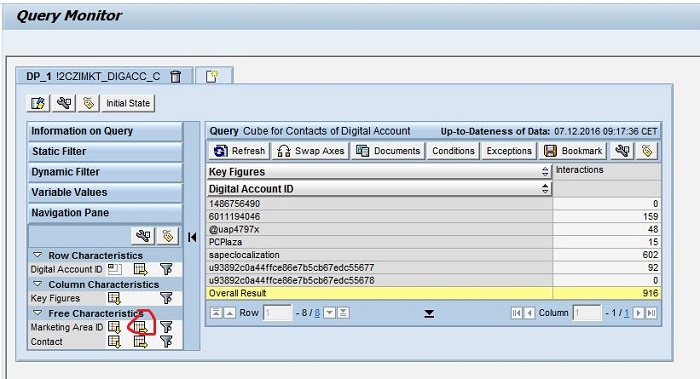 Query Monitor
DP_1 !2CZIMKT_DIGACC_C
Initial State
Information on Query
Static Filter
Dynamic Filter
Variable Values
Navigation Pane
Row Characteristics
Digital Account ID
Column Characteristics
Key Figures
Free Characteristics
Marketing Area ID
Contact
Query Cube for Contacts of Digital Account Up-to-Dateness of Data: 07.12.2016 09:17:36 CET
Refresh Swap Axes Documents Conditions Exceptions Bookmark
Key Figures Interactions
Digital Account ID
1486756490 0
6011194046 159
@uap4797x 48
PCPlaza 15
sapeclocalization 602
u93892c0a44ffce86e7b5cb67edc55677 92
u93892c0a44ffce86e7b5cb67edc55678 0
Overall Result 916
Row 1 - 8 / 8 Column 1 - 1 / 1